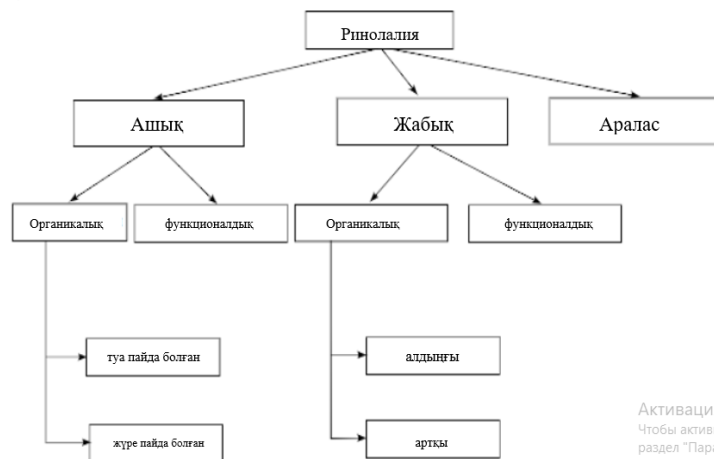 Ринолалия
Ашық
Жабық
Аралас
Органикалық
функционалдық
Органикалық
функционалдық
туа пайда болған
алдыңғы
жүре пайда болған
артқы
Активаци
Чтобы актив
раздел "Пара